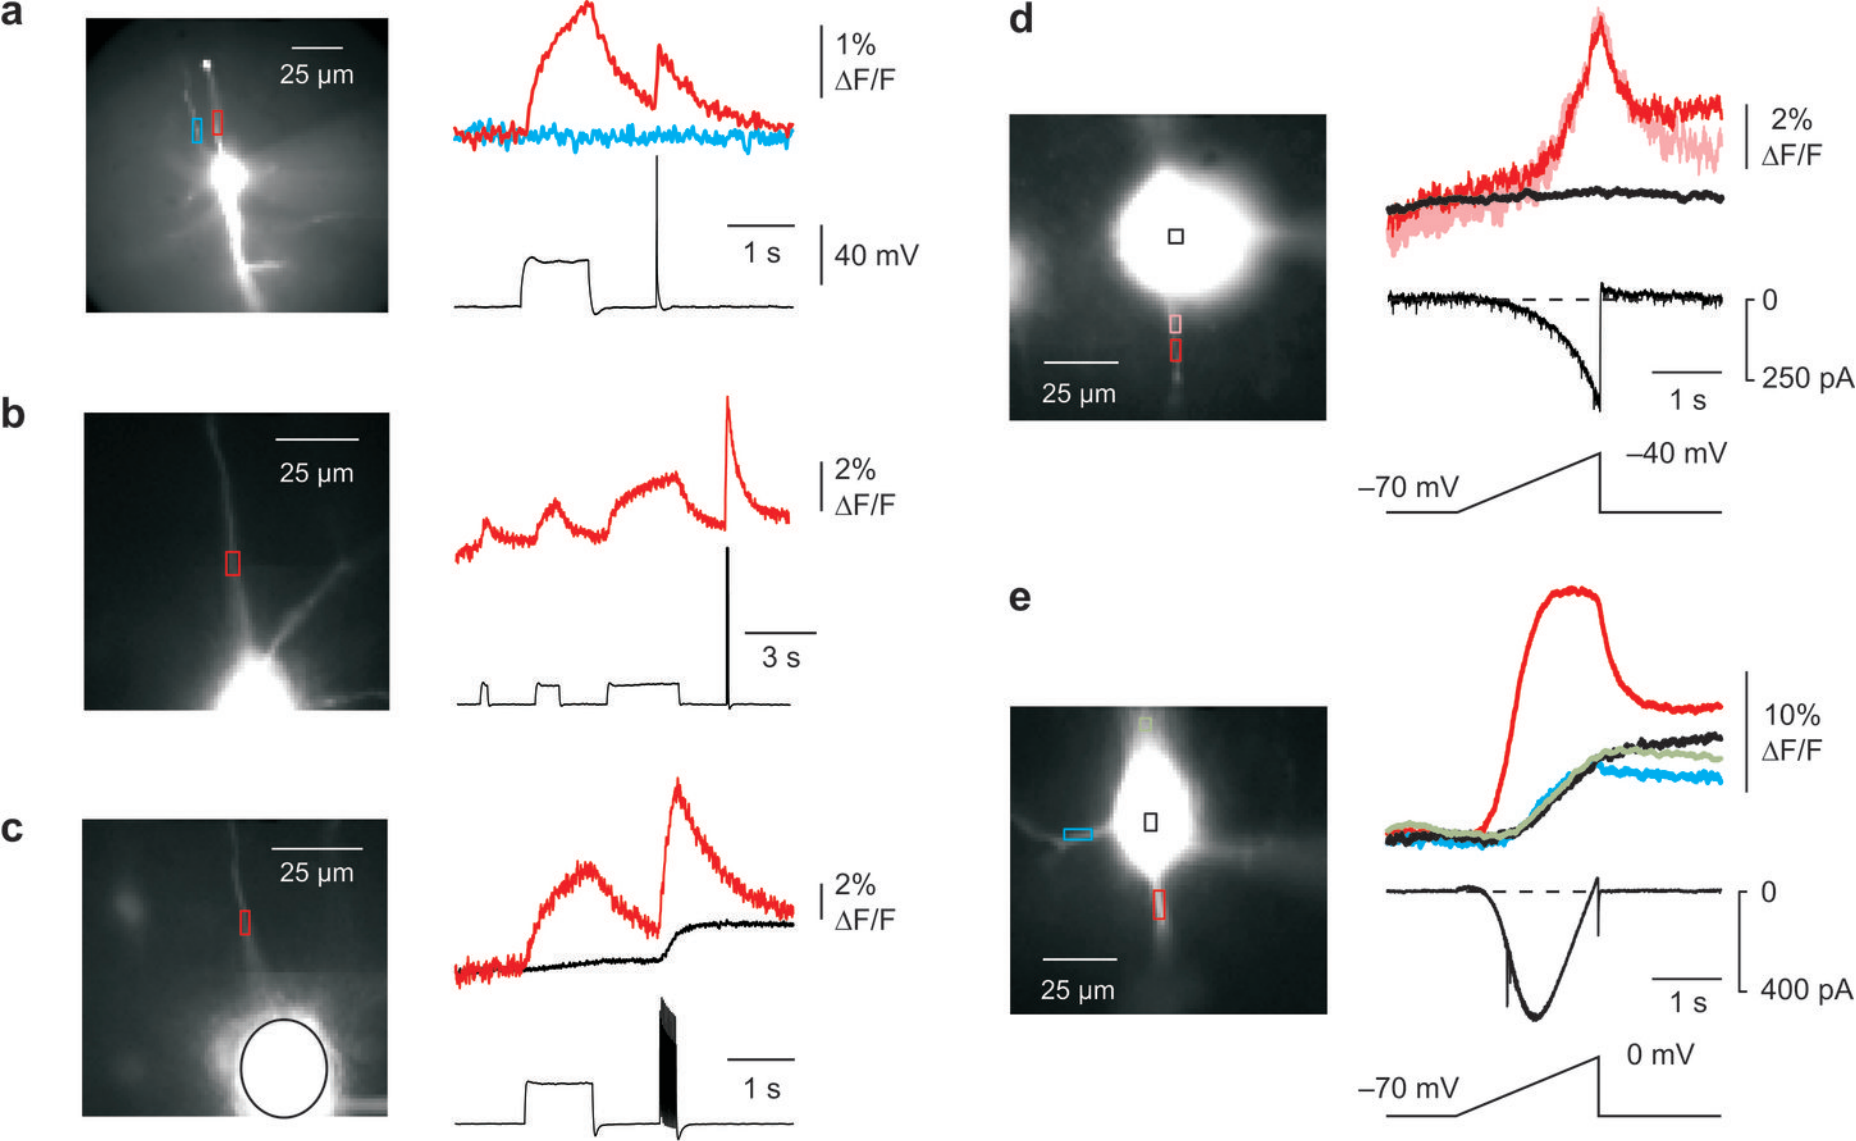 a
25 µm
1%
ΔF/F
1 s
40 mV
b
25 µm
2%
ΔF/F
3 s
c
25 µm
2%
ΔF/F
1 s
d
25 µm
2%
ΔF/F
0
250 pA
1 s
–40 mV
–70 mV
e
25 µm
10%
ΔF/F
0
400 pA
1 s
0 mV
–70 mV